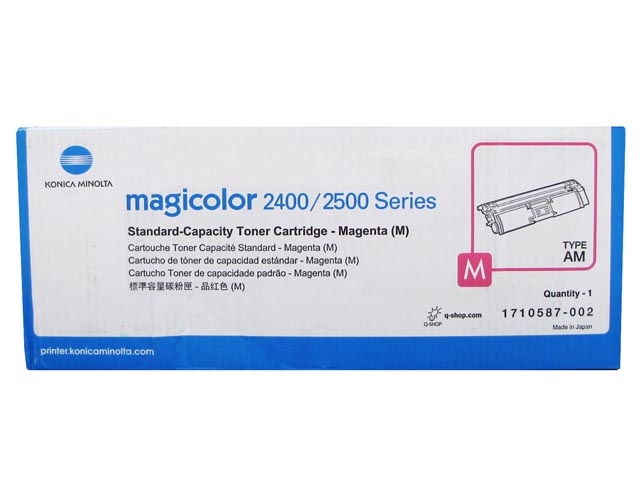 KONICA MINOLTA
magicolor 2400/2500 Series
Standard-Capacity Toner Cartridge - Magenta (M)
Cartouche Toner Capacité Standard - Magenta (M)
Cartucho de tóner de capacidad estándar - Magenta (M)
Cartucho Toner de capacidade padrão - Magenta (M)
標準容量碳粉匣 - 品紅色 (M)
M
TYPE
AM
Quantity - 1
Q-SHOP
q-shop.com
1710587-002
Made in Japan
printer.konicaminolta.com